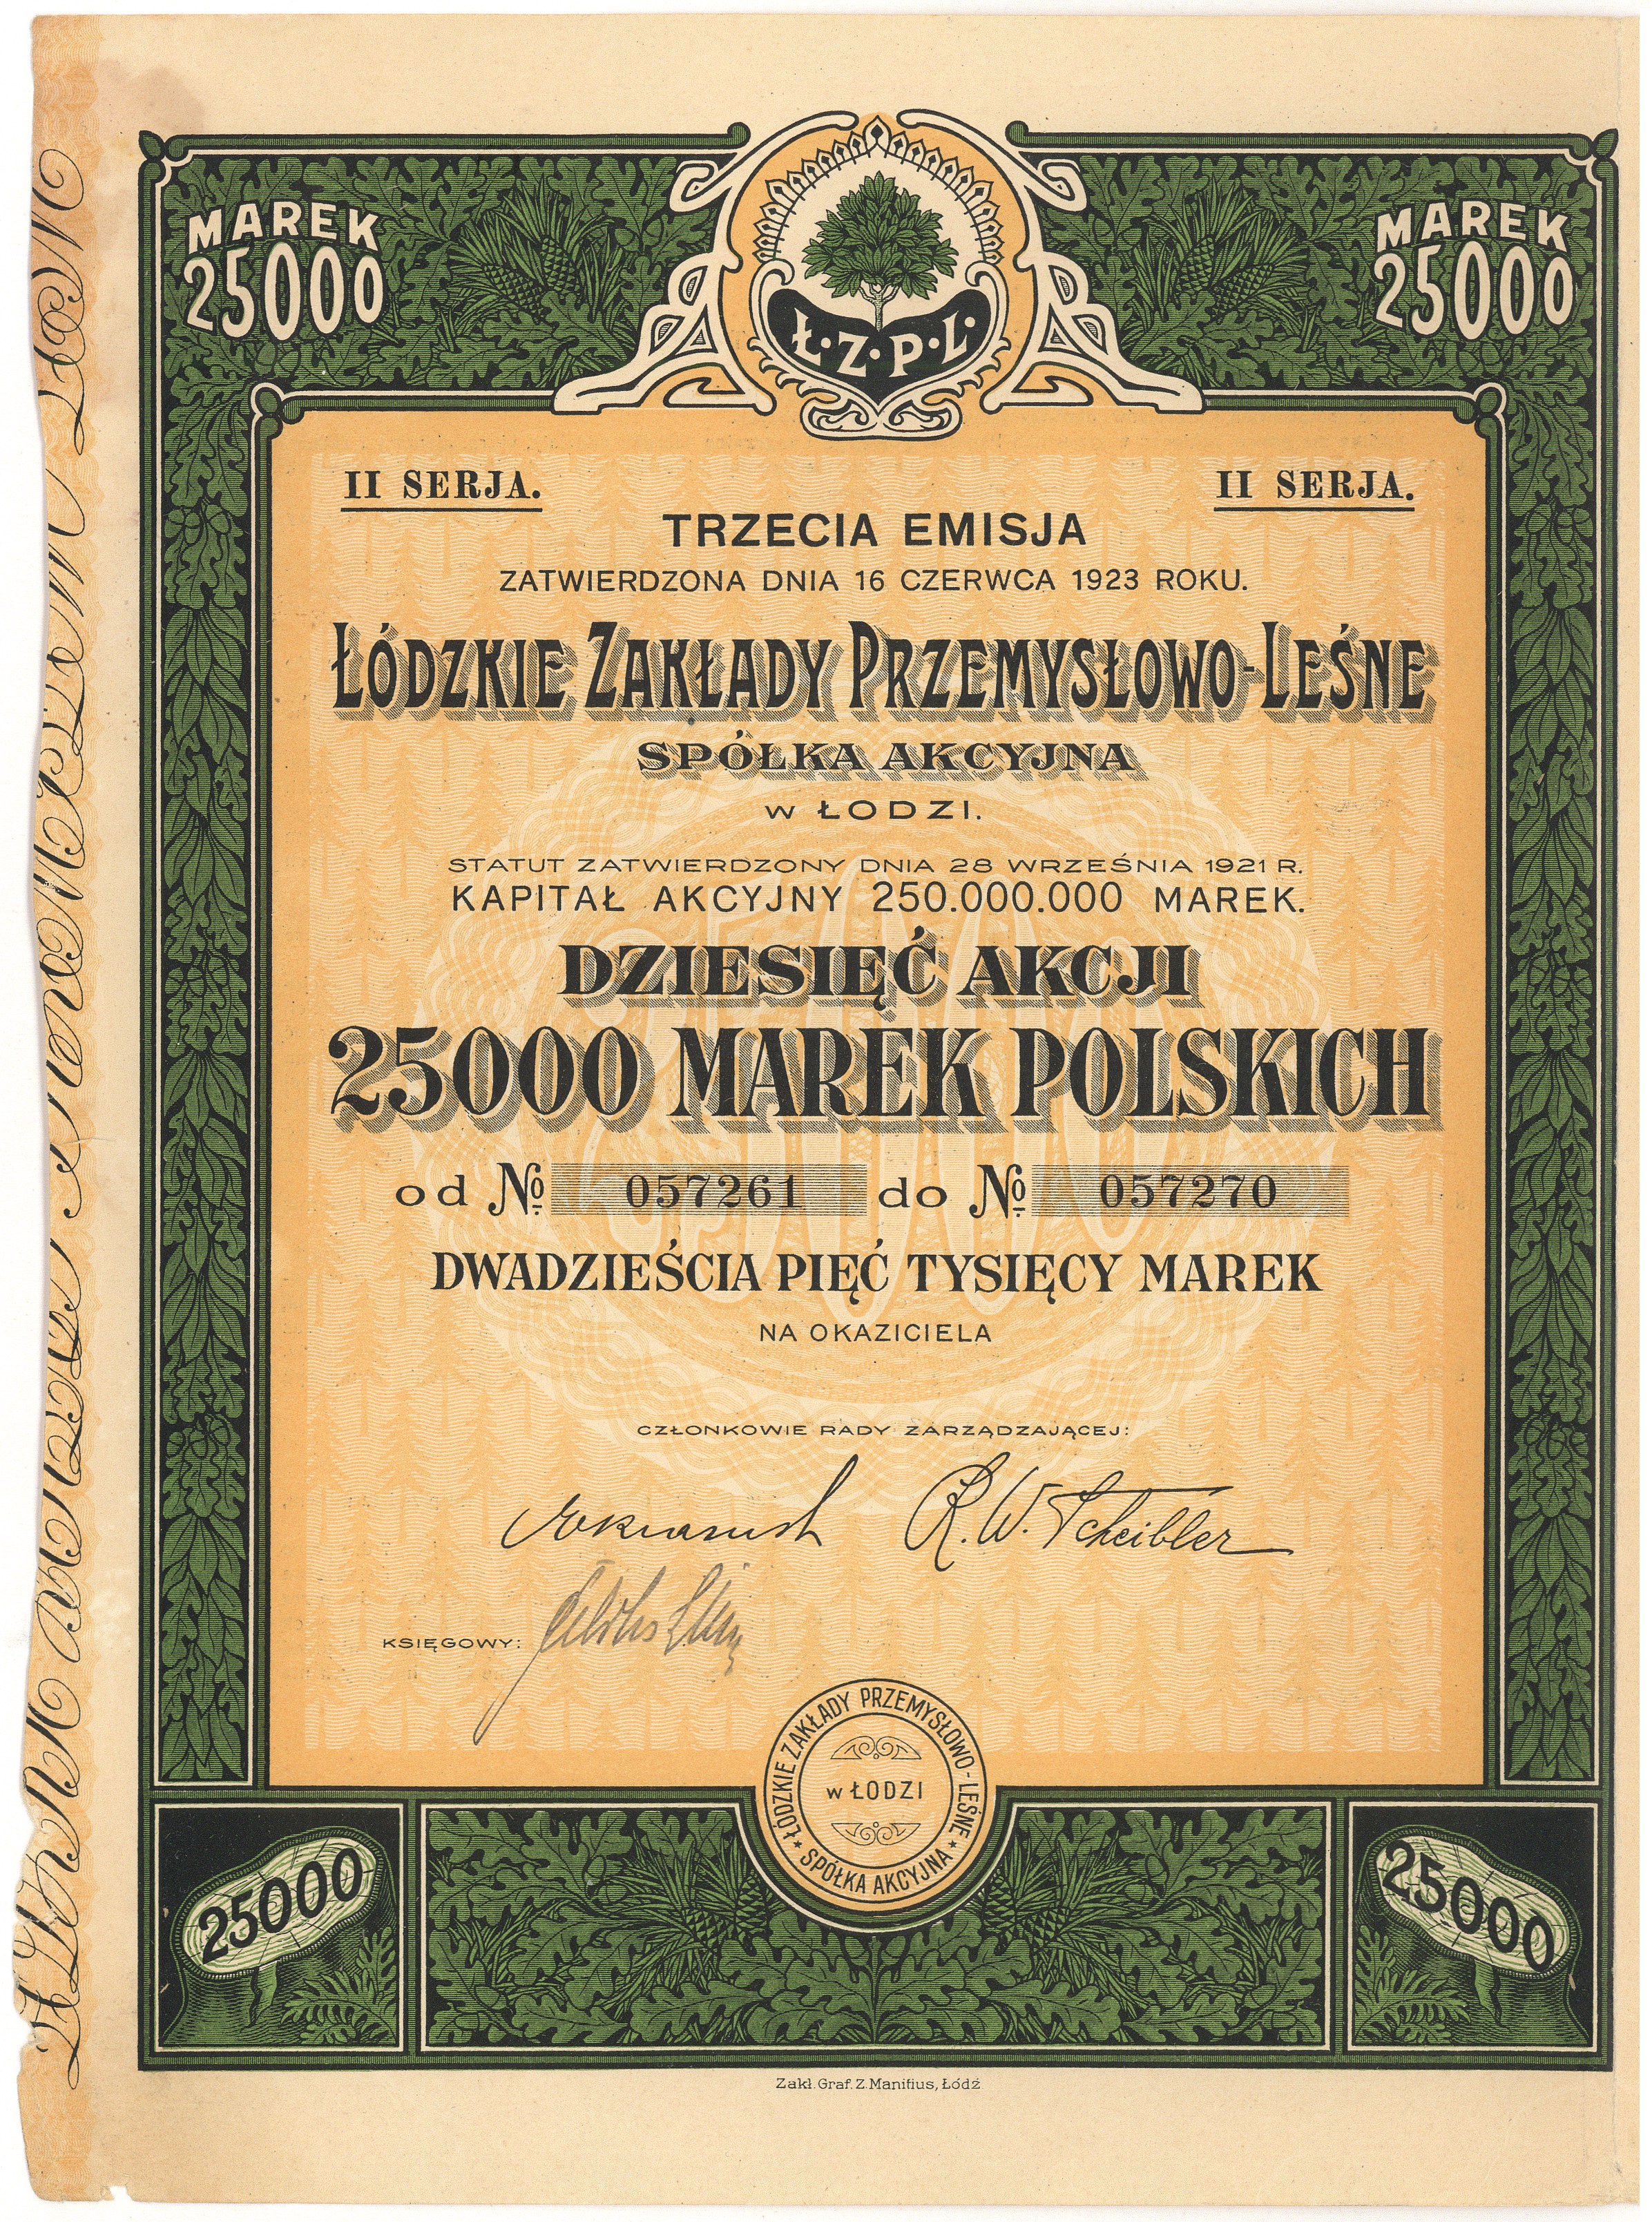 MAREK
25000
MAREK
25000
Ł·Z·P·L·
II SERJA.
II SERJA.
TRZECIA EMISJA
ZATWIERDZONA DNIA 16 CZERWCA 1923 ROKU.
ŁÓDZKIE ZAKŁADY PRZEMYSŁOWO-LEŚNE
SPÓŁKA AKCYJNA
w ŁODZI.
STATUT ZATWIERDZONY DNIA 28 WRZEŚNIA 1921 R.
KAPITAŁ AKCYJNY 250.000.000 MAREK.
DZIESIĘĆ AKCJI
25000 MAREK POLSKICH
od № 057261 do № 057270
DWADZIEŚCIA PIĘĆ TYSIĘCY MAREK
NA OKAZICIELA
CZŁONKOWIE RADY ZARZĄDZAJĄCEJ:
R. W. Scheibler
KSIĘGOWY:
ŁÓDZKIE ZAKŁADY PRZEMYSŁOWO-LEŚNE
w ŁODZI
* SPÓŁKA AKCYJNA *
25000
25000
Zakł. Graf. Z. Manitius, Łódź